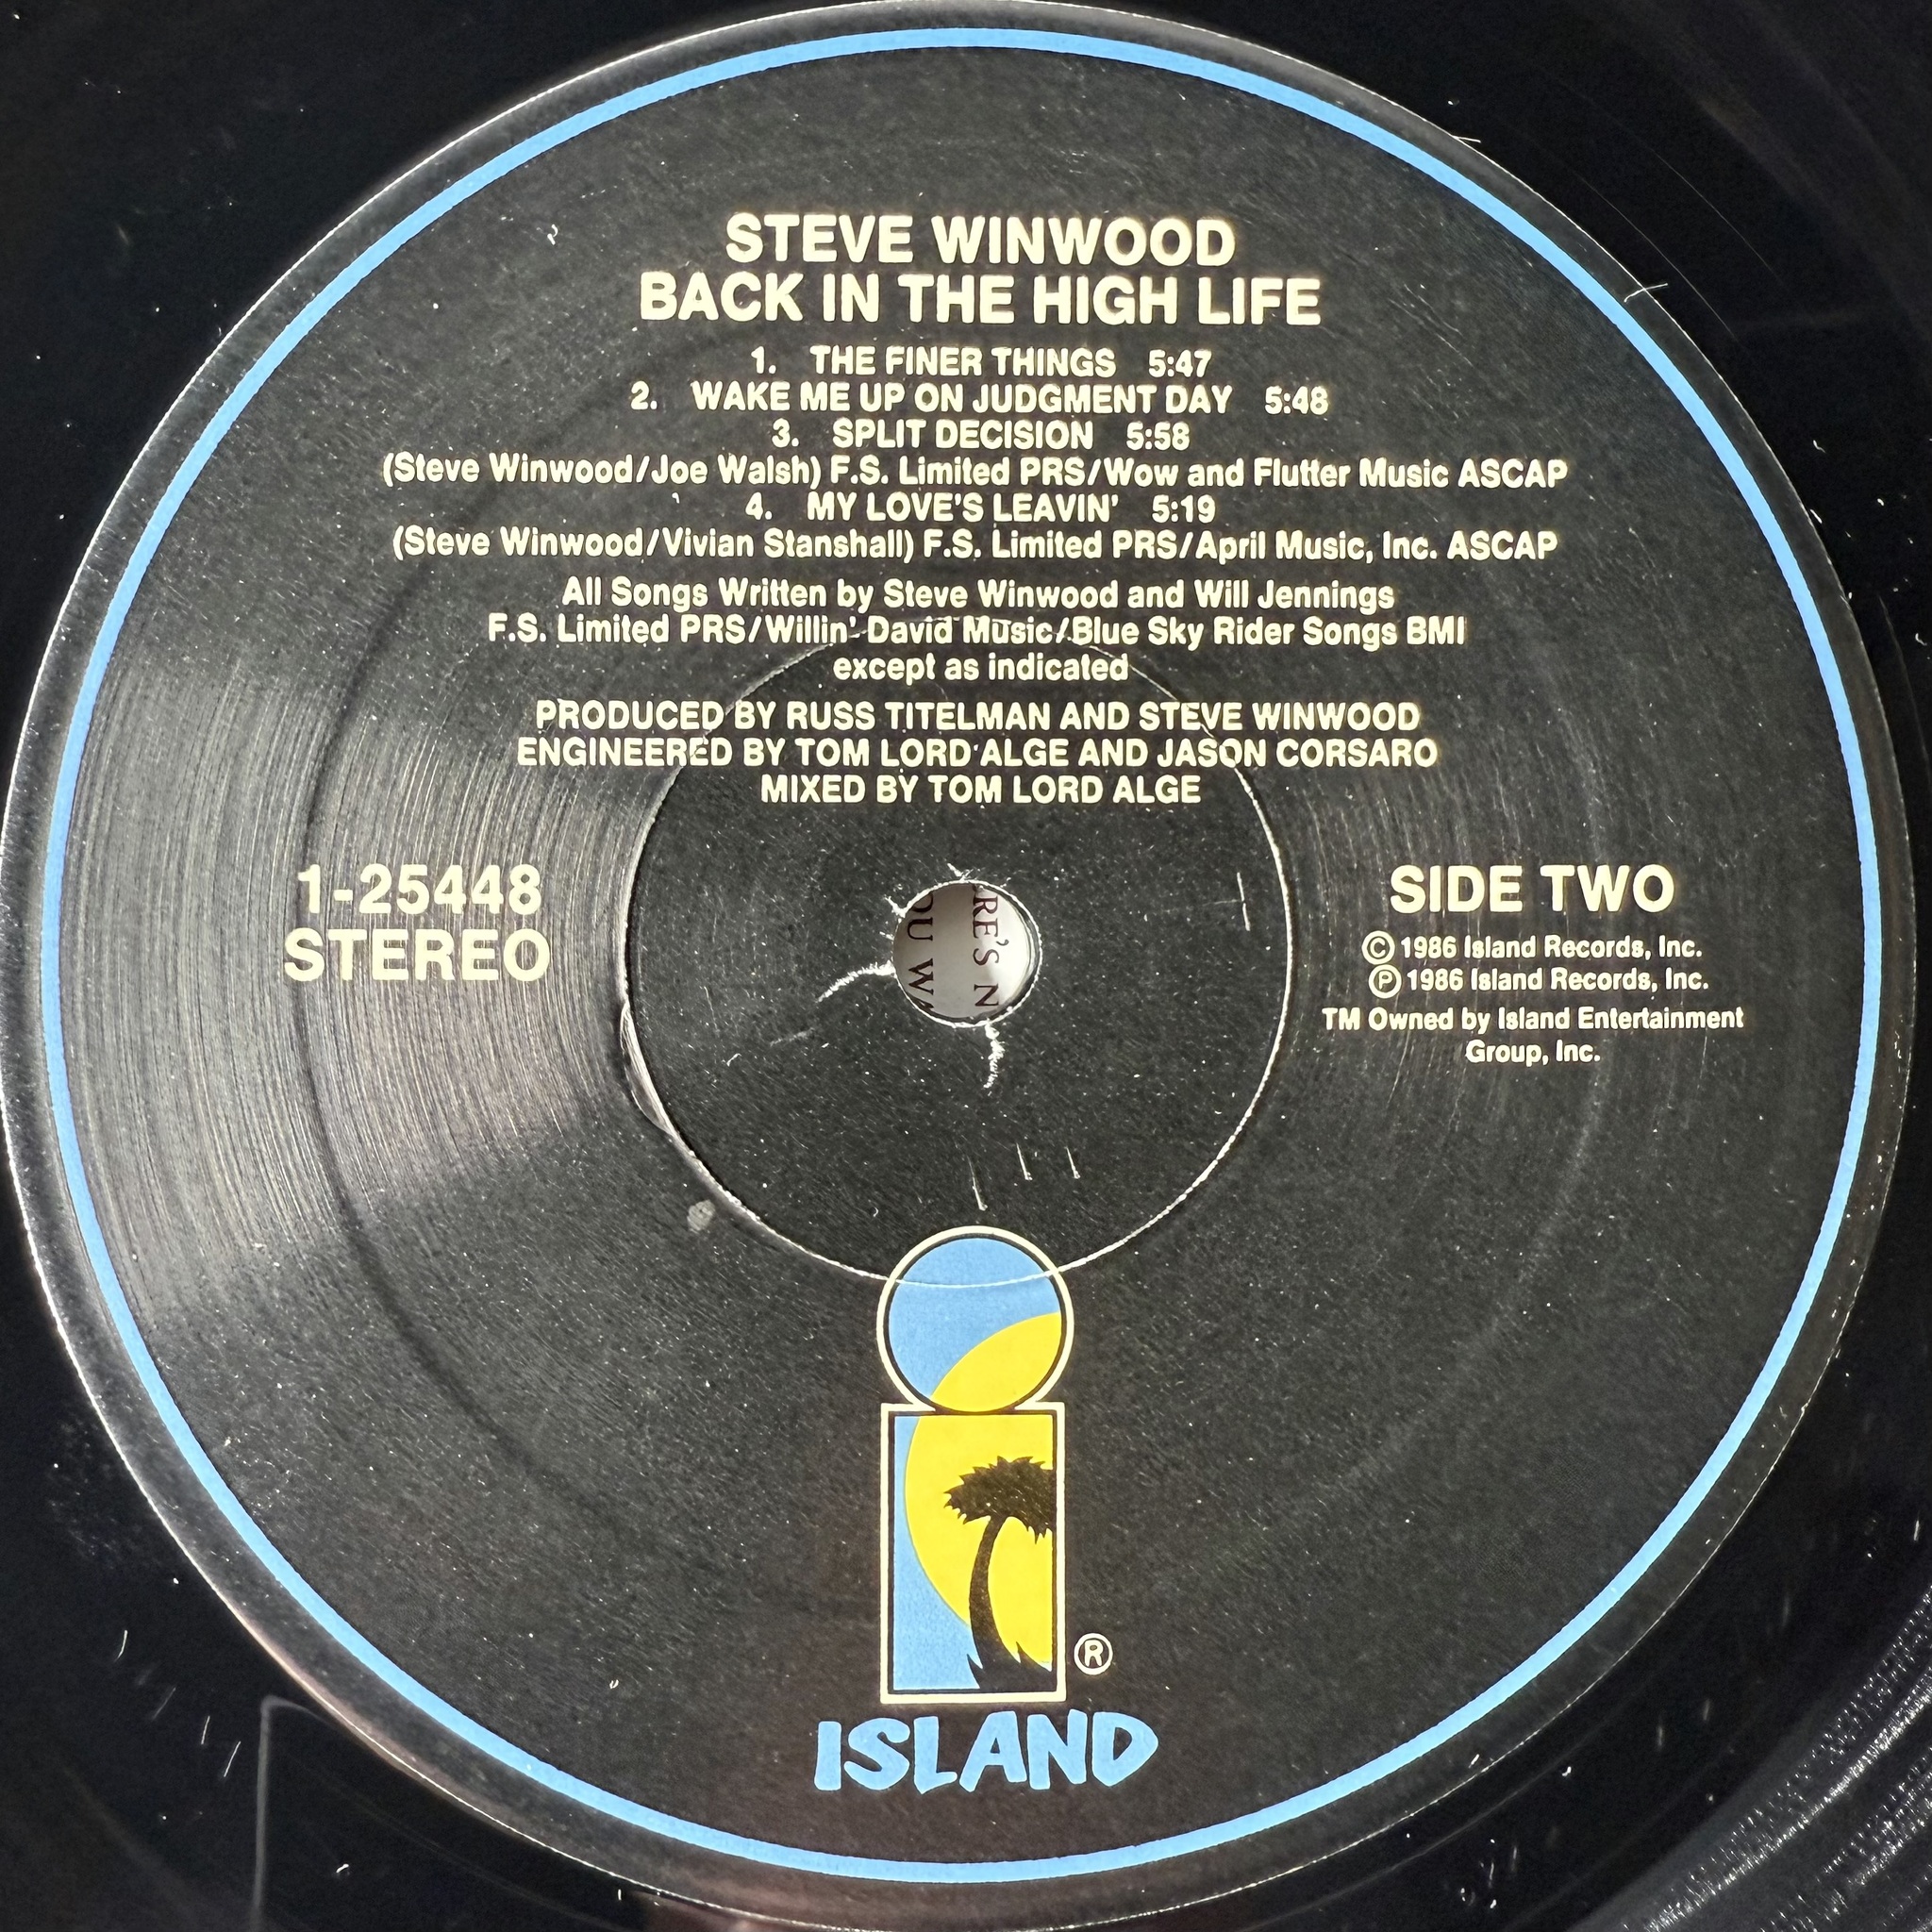 STEVE WINWOOD
BACK IN THE HIGH LIFE
1. THE FINER THINGS 5:47
2. WAKE ME UP ON JUDGMENT DAY 5:48
3. SPLIT DECISION 5:58
(Steve Winwood/Joe Walsh) F.S. Limited PRS/Wow and Flutter Music ASCAP
4. MY LOVE'S LEAVIN' 5:19
(Steve Winwood/Vivian Stanshall) F.S. Limited PRS/April Music, Inc. ASCAP
All Songs Written by Steve Winwood and Will Jennings
F.S. Limited PRS/Willin' David Music/Blue Sky Rider Songs BMI
except as indicated
PRODUCED BY RUSS TITELMAN AND STEVE WINWOOD
ENGINEERED BY TOM LORD ALGE AND JASON CORSARO
MIXED BY TOM LORD ALGE
1-25448
STEREO
SIDE TWO
© 1986 Island Records, Inc.
℗ 1986 Island Records, Inc.
TM Owned by Island Entertainment
Group, Inc.
®
ISLAND